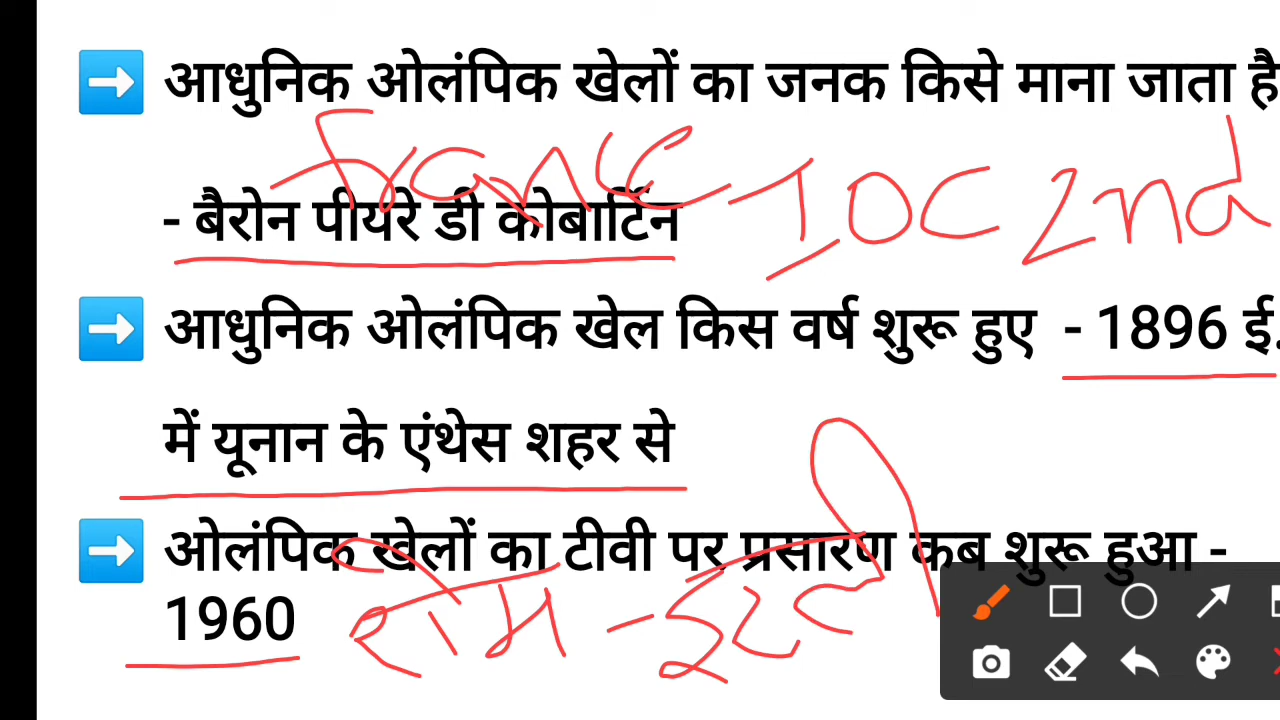 आधुनिक ओलंपिक खेलों का जनक किसे माना जाता है
France IOC 2nd
- बैरोन पीयरे डी कोबार्टिन
आधुनिक ओलंपिक खेल किस वर्ष शुरू हुए - 1896 ई.
में यूनान के एंथेस शहर से
ओलंपिक खेलों का टीवी पर प्रसारण कब शुरू हुआ -
1960
रोम - इटली